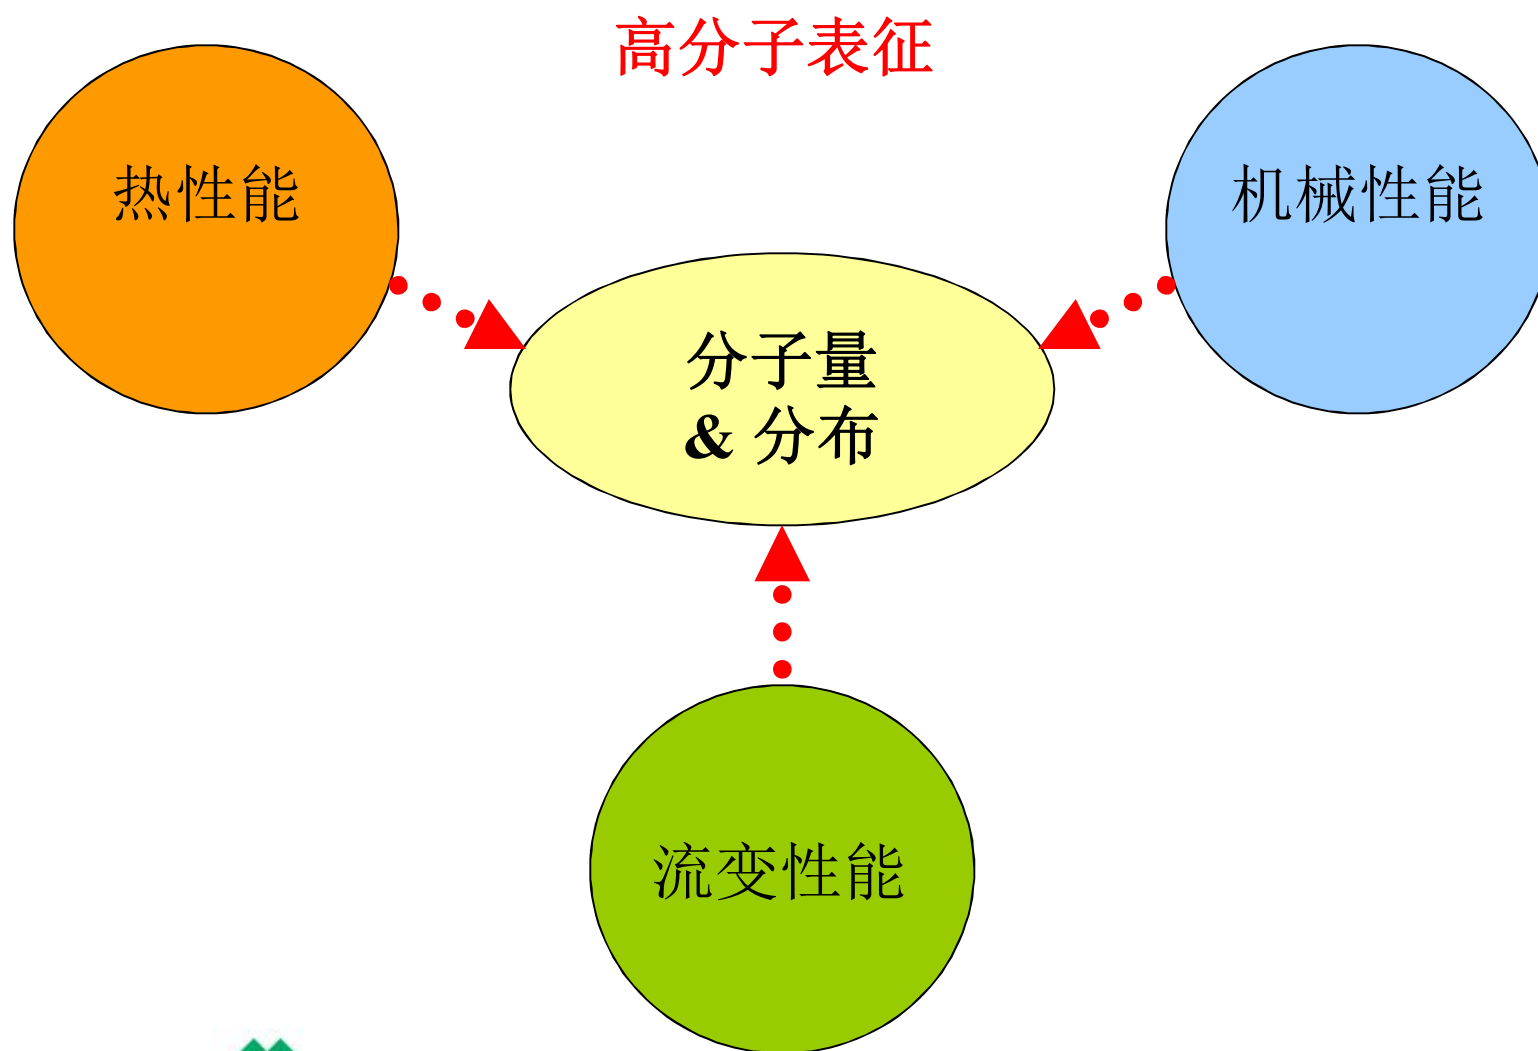 高分子表征
热性能
机械性能
分子量
& 分布
流变性能